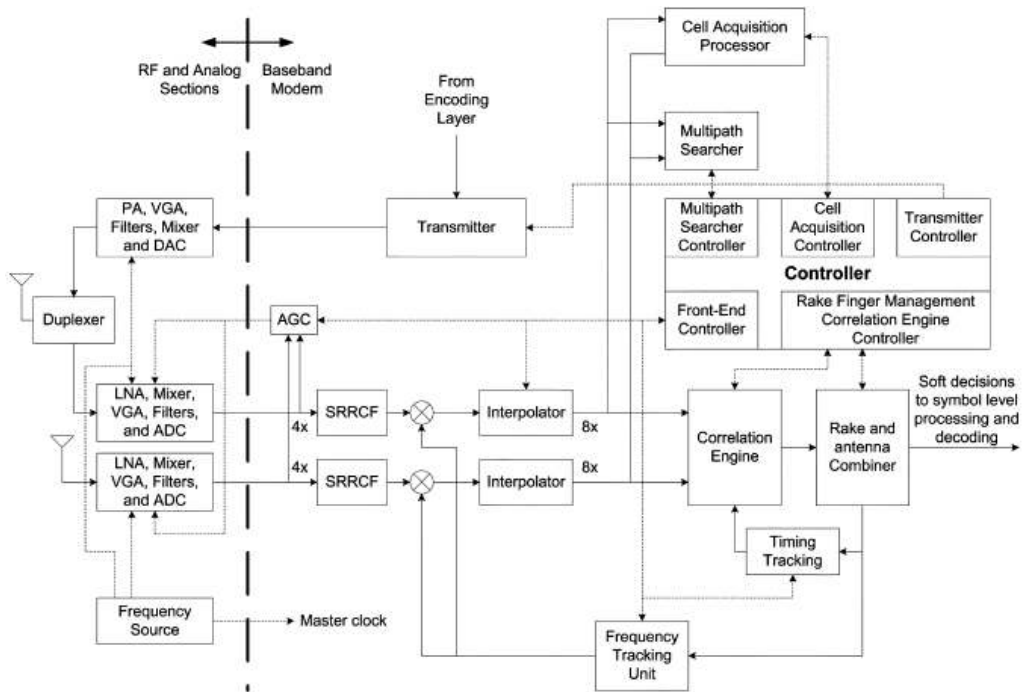 Cell Acquisition
Processor
RF and Analog
Sections
Baseband
Modem
From
Encoding
Layer
Multipath
Searcher
PA, VGA,
Filters, Mixer
and DAC
Transmitter
Multipath
Searcher
Controller
Cell
Acquisition
Controller
Transmitter
Controller
Controller
Duplexer
AGC
Front-End
Controller
Rake Finger Management
Correlation Engine
Controller
LNA, Mixer,
VGA, Filters,
and ADC
4x
SRRCF
Interpolator
8x
Correlation
Engine
Rake and
antenna
Combiner
Soft decisions
to symbol level
processing and
decoding
LNA, Mixer,
VGA, Filters,
and ADC
4x
SRRCF
Interpolator
8x
Timing
Tracking
Frequency
Source
Master clock
Frequency
Tracking
Unit